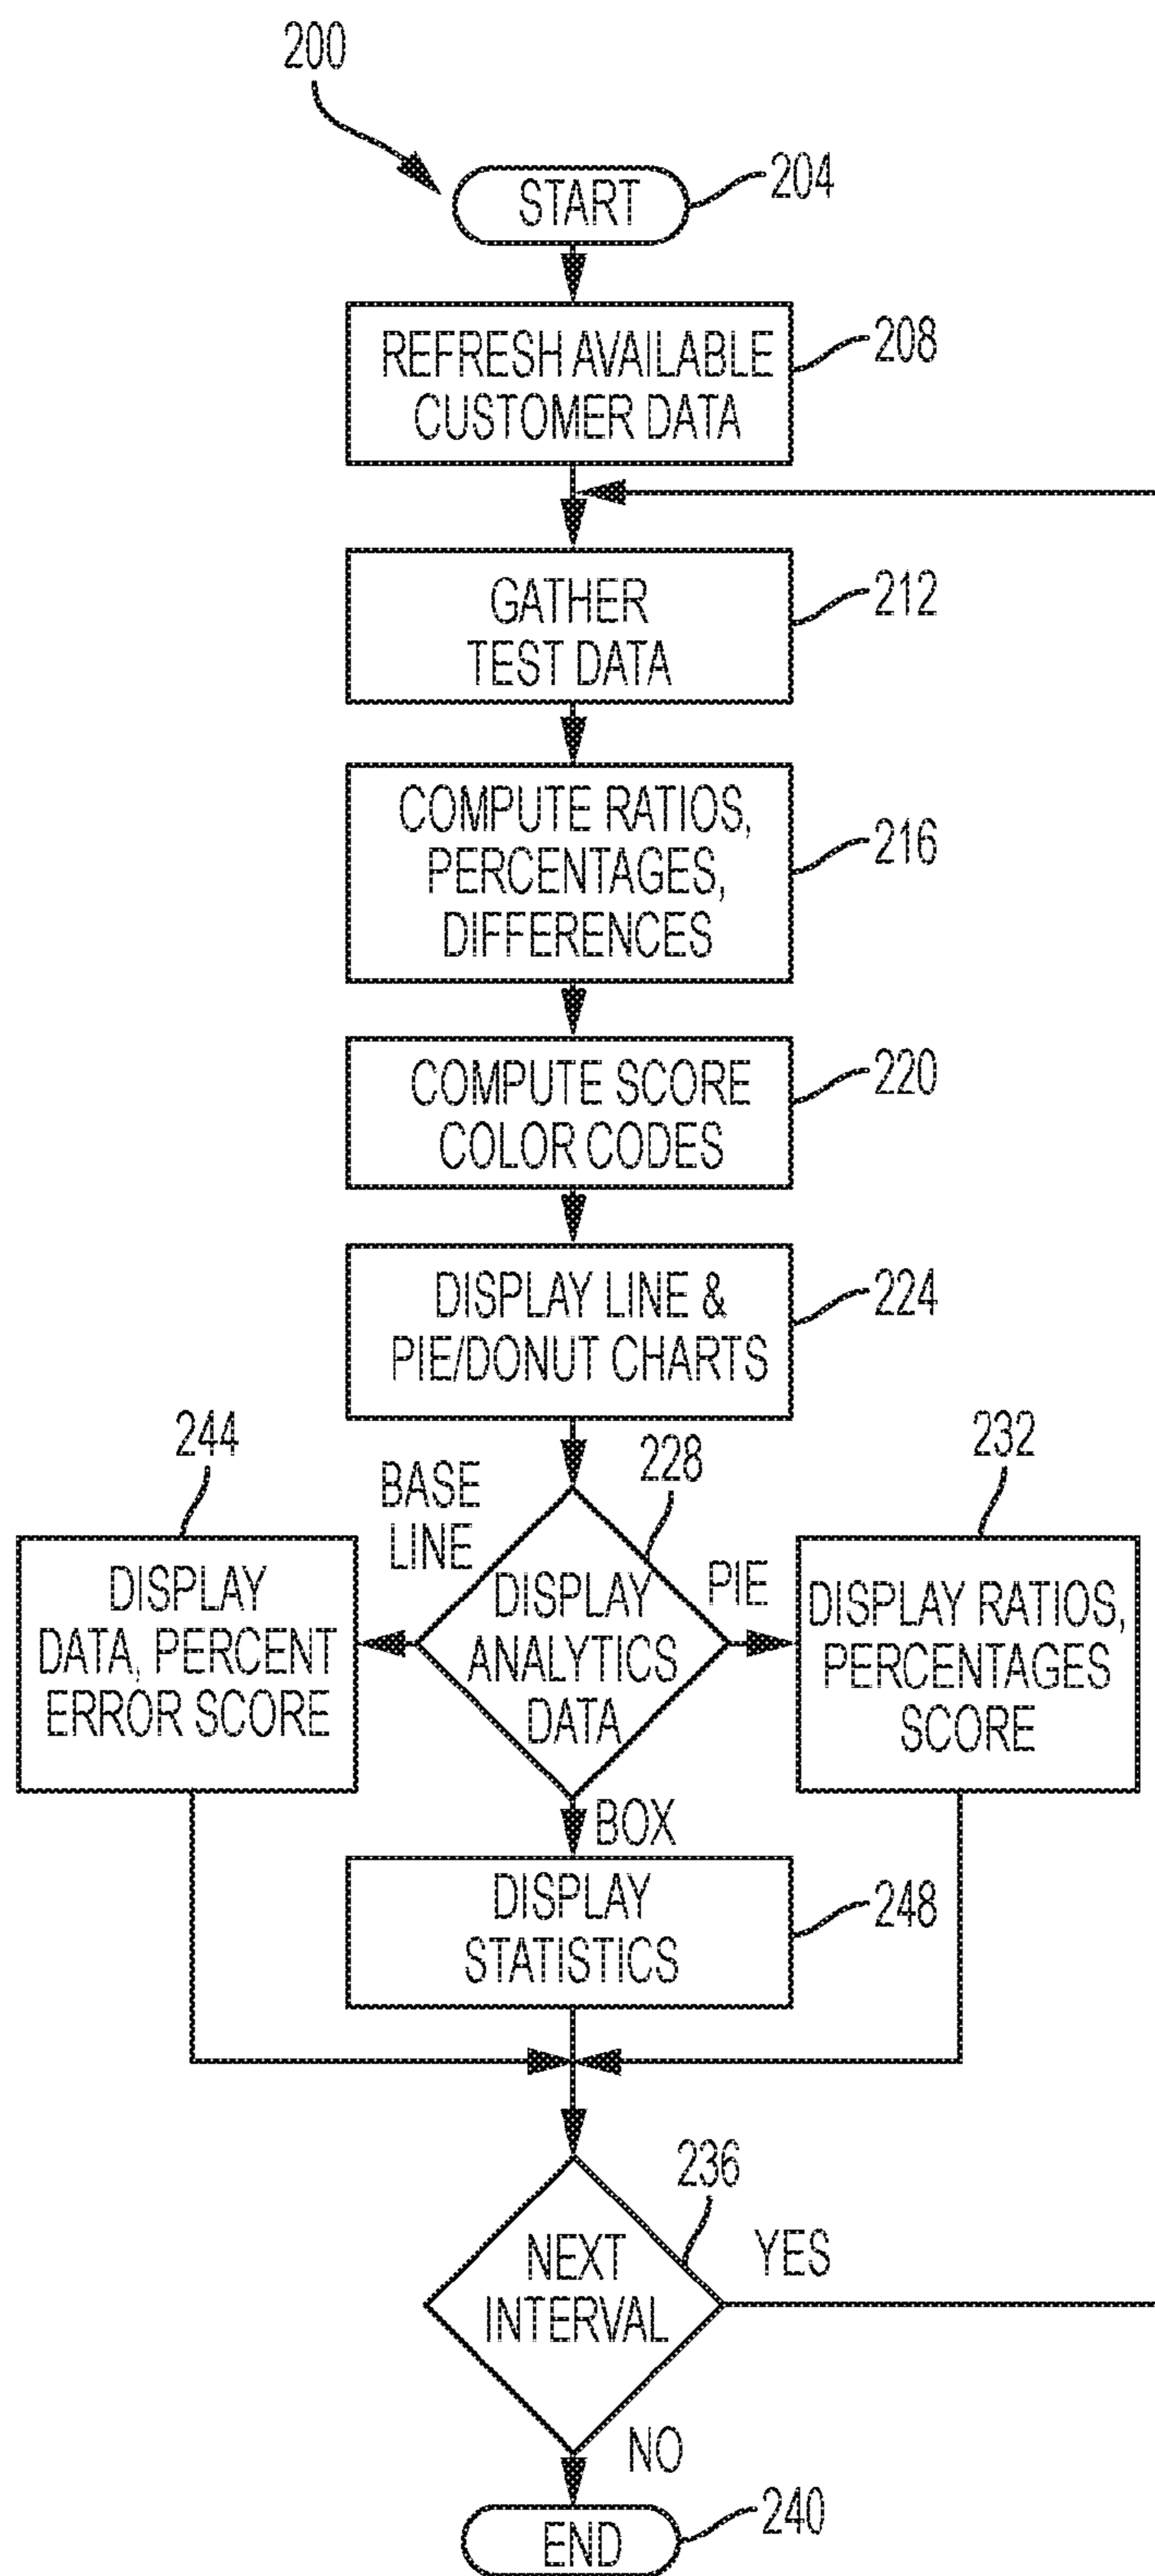 200
START
204
REFRESH AVAILABLE
CUSTOMER DATA
208
GATHER
TEST DATA
212
COMPUTE RATIOS,
PERCENTAGES,
DIFFERENCES
216
COMPUTE SCORE
COLOR CODES
220
DISPLAY LINE &
PIE/DONUT CHARTS
224
244
BASE
LINE
228
232
DISPLAY
DATA, PERCENT
ERROR SCORE
DISPLAY
ANALYTICS
DATA
PIE
DISPLAY RATIOS,
PERCENTAGES
SCORE
BOX
DISPLAY
STATISTICS
248
236
NEXT
INTERVAL
YES
NO
END
240